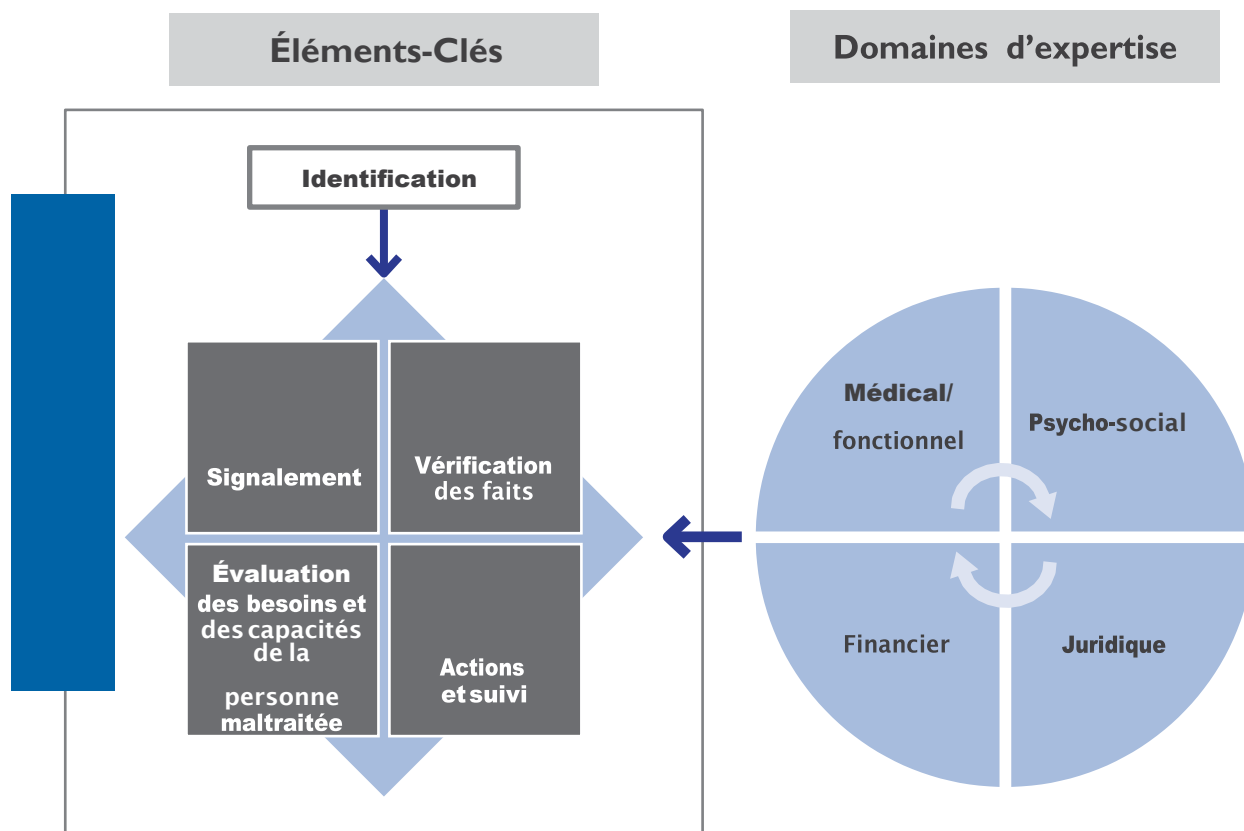 Éléments-Clés
Domaines d’expertise
Identification
Signalement
Vérification
des faits
Évaluation
des besoins et
des capacités
de la
personne
maltraitée
Actions
et suivi
Médical/
fonctionnel
Psycho-social
Financier
Juridique